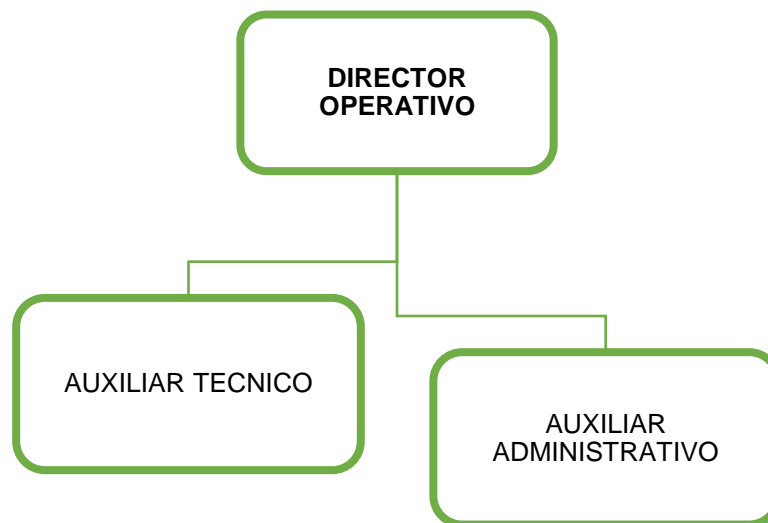 DIRECTOR
OPERATIVO
AUXILIAR TECNICO
AUXILIAR
ADMINISTRATIVO